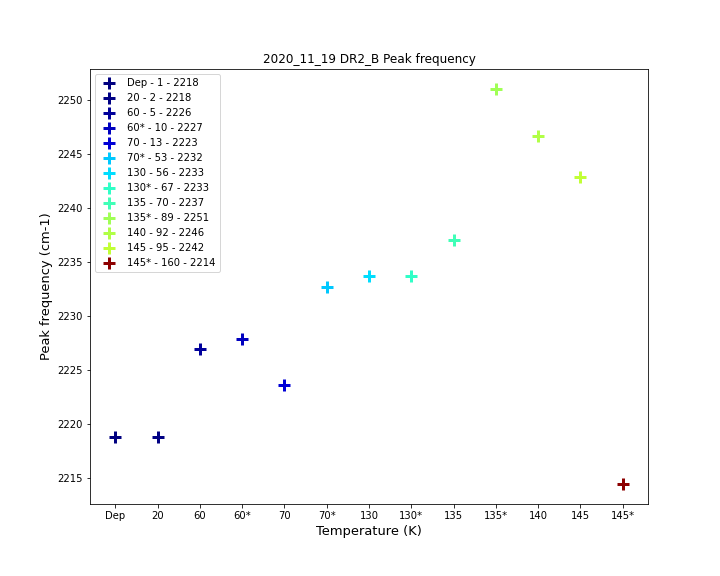 2020_11_19 DR2_B Peak frequency
Dep - 1 - 2218
20 - 2 - 2218
60 - 5 - 2226
60* - 10 - 2227
70 - 13 - 2223
70* - 53 - 2232
130 - 56 - 2233
130* - 67 - 2233
135 - 70 - 2237
135* - 89 - 2251
140 - 92 - 2246
145 - 95 - 2242
145* - 160 - 2214
Peak frequency (cm-1)
2250
2245
2240
2235
2230
2225
2220
2215
Dep 20 60 60* 70 70* 130 130* 135 135* 140 145 145*
Temperature (K)